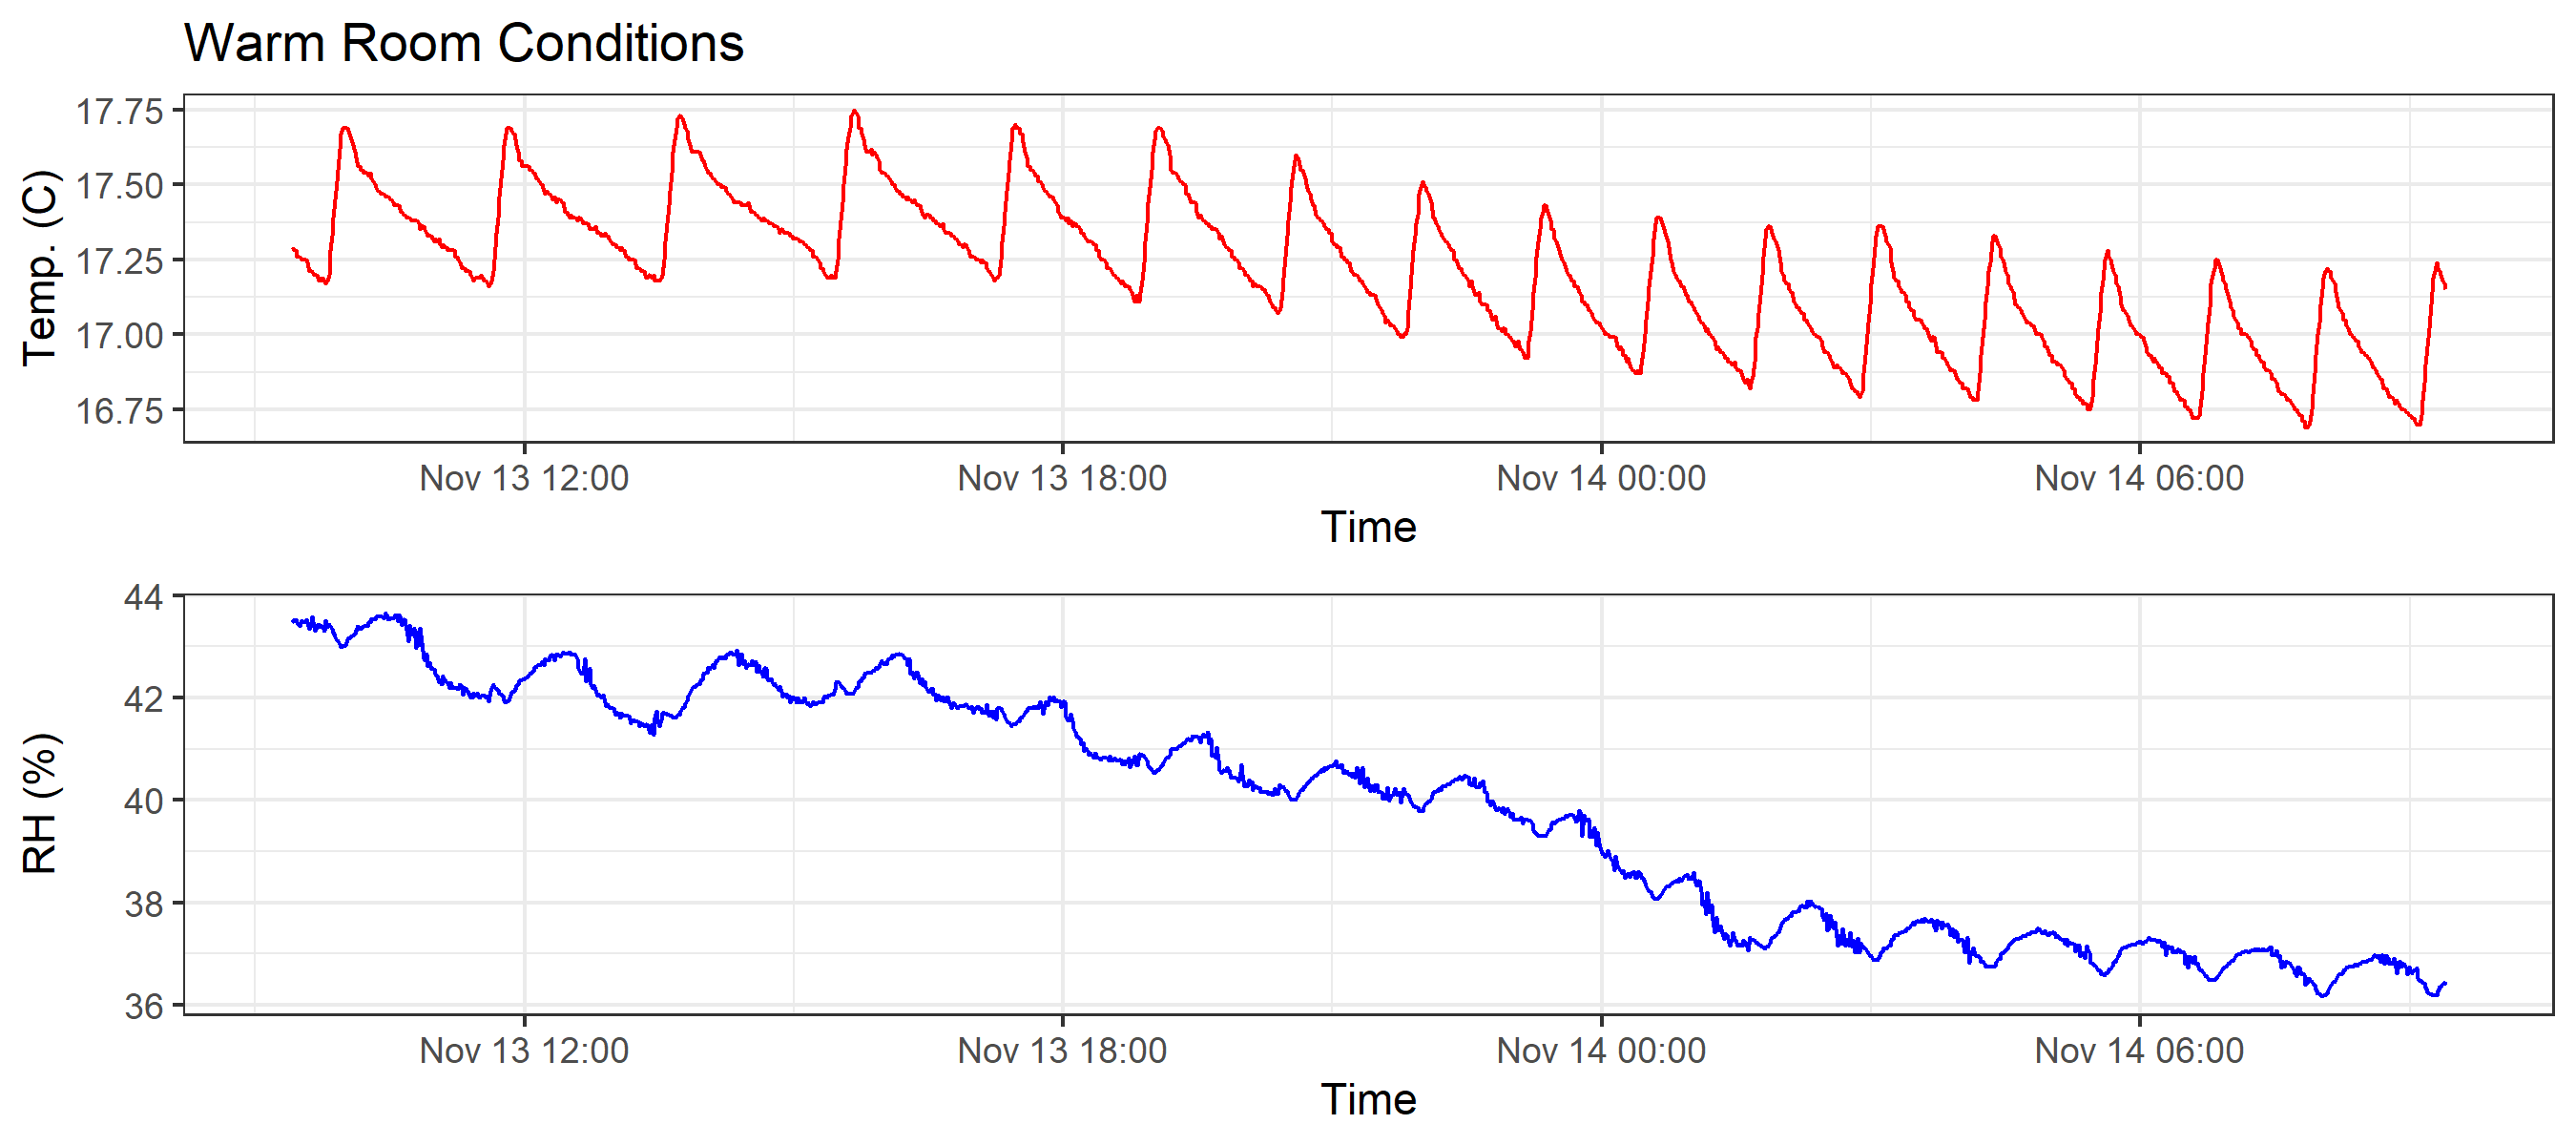 Warm Room Conditions
Temp. (C)
17.75
17.50
17.25
17.00
16.75
Nov 13 12:00 Nov 13 18:00 Nov 14 00:00 Nov 14 06:00
Time
RH (%)
44
42
40
38
36
Nov 13 12:00 Nov 13 18:00 Nov 14 00:00 Nov 14 06:00
Time